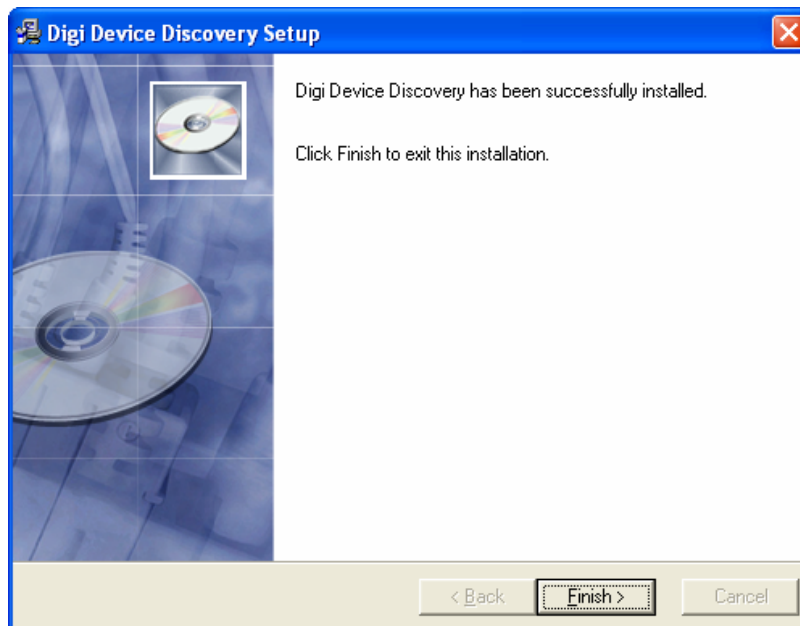 Digi Device Discovery Setup
Digi Device Discovery has been successfully installed.
Click Finish to exit this installation.
< Back
Finish >
Cancel